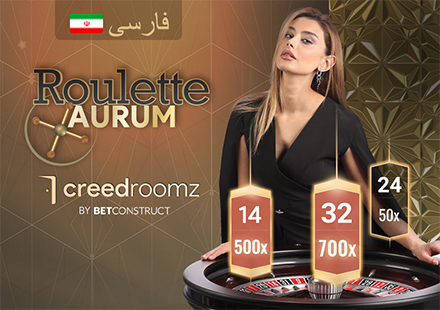 فارسی
Roulette
AURUM
creedroomz
BY BETCONSTRUCT
14
500x
32
700x
24
50x